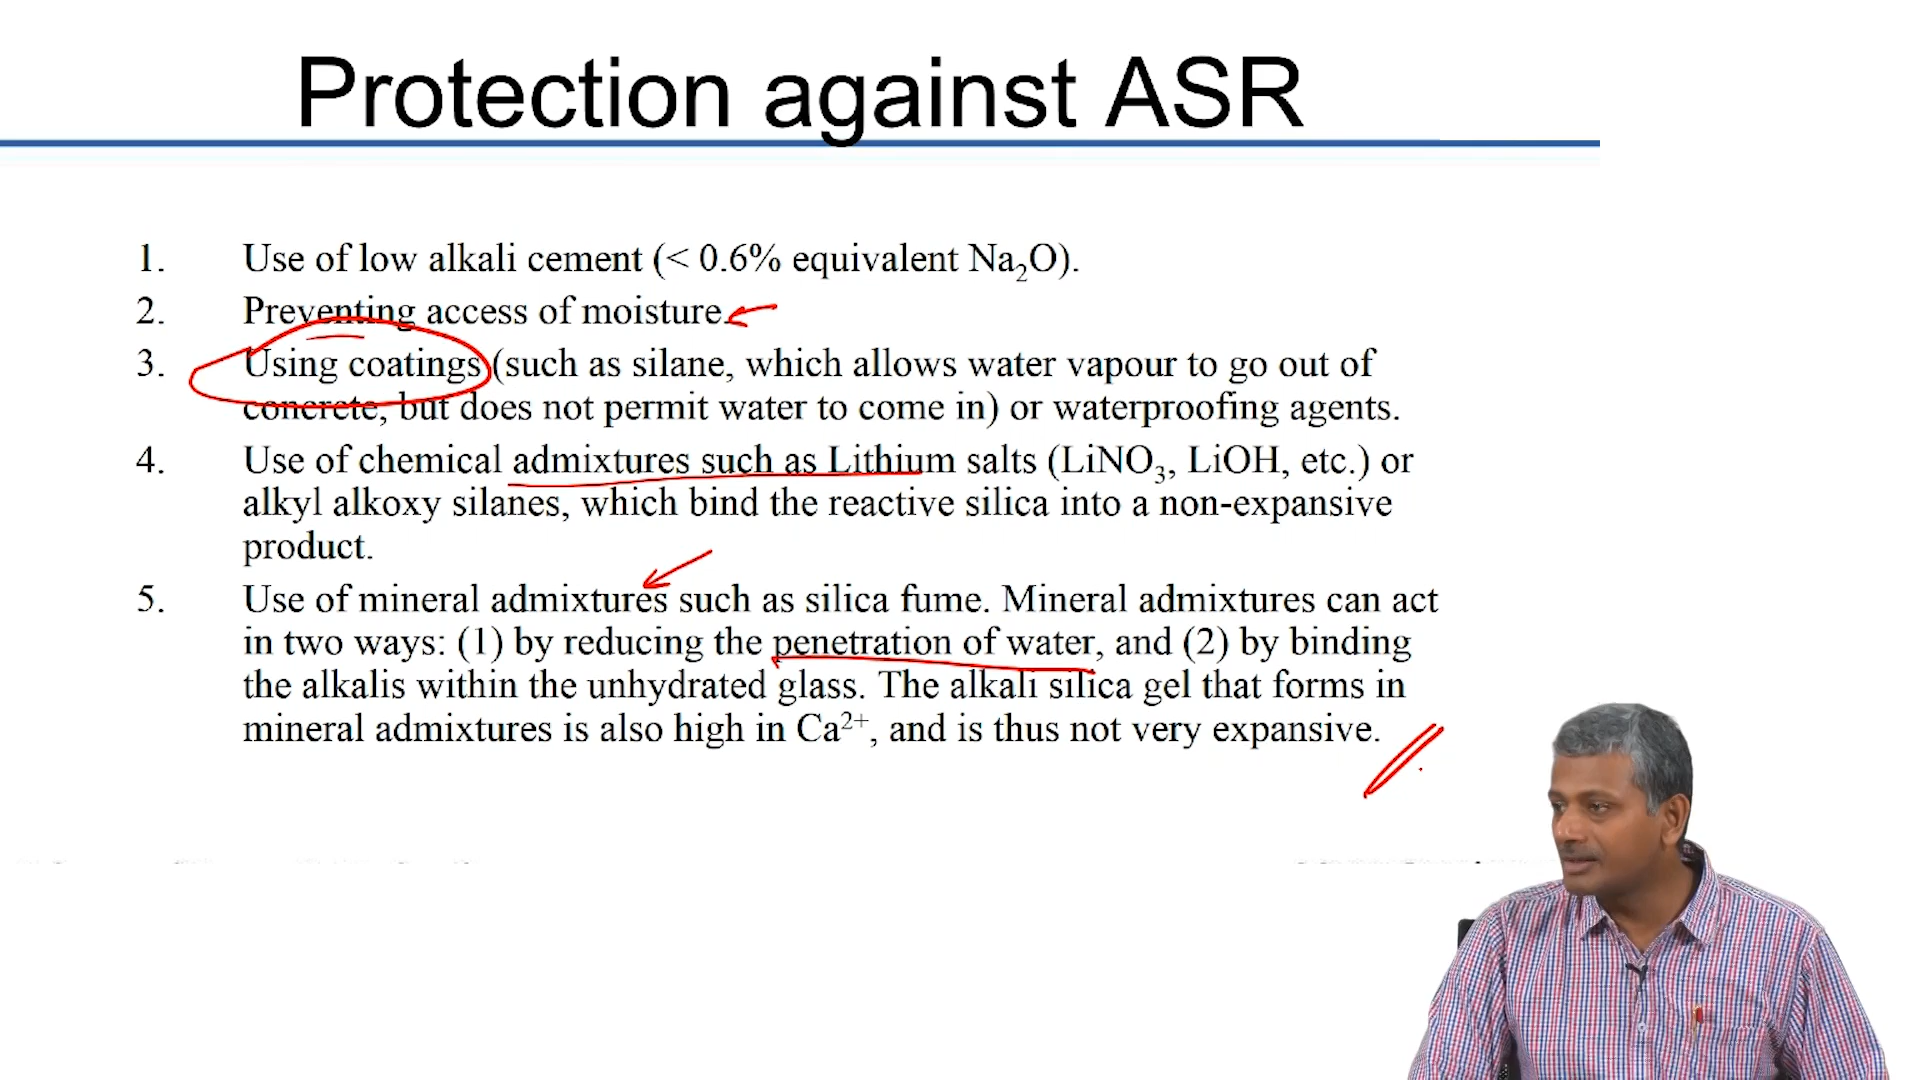 Protection against ASR
1. Use of low alkali cement (< 0.6% equivalent Na₂O).
2. Preventing access of moisture.
3. Using coatings (such as silane, which allows water vapour to go out of
concrete, but does not permit water to come in) or waterproofing agents.
4. Use of chemical admixtures such as Lithium salts (LiNO₃, LiOH, etc.) or
alkyl alkoxy silanes, which bind the reactive silica into a non-expansive
product.
5. Use of mineral admixtures such as silica fume. Mineral admixtures can act
in two ways: (1) by reducing the penetration of water, and (2) by binding
the alkalis within the unhydrated glass. The alkali silica gel that forms in
mineral admixtures is also high in Ca²⁺, and is thus not very expansive.